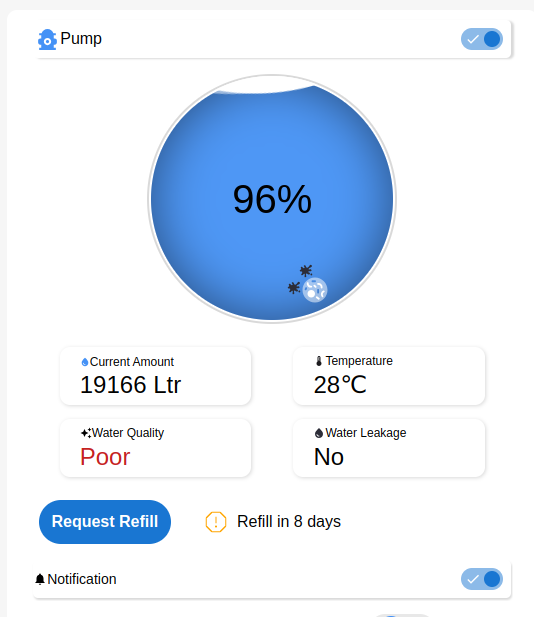 Pump
96%
Current Amount
19166 Ltr
Temperature
28℃
Water Quality
Poor
Water Leakage
No
Request Refill
Refill in 8 days
Notification